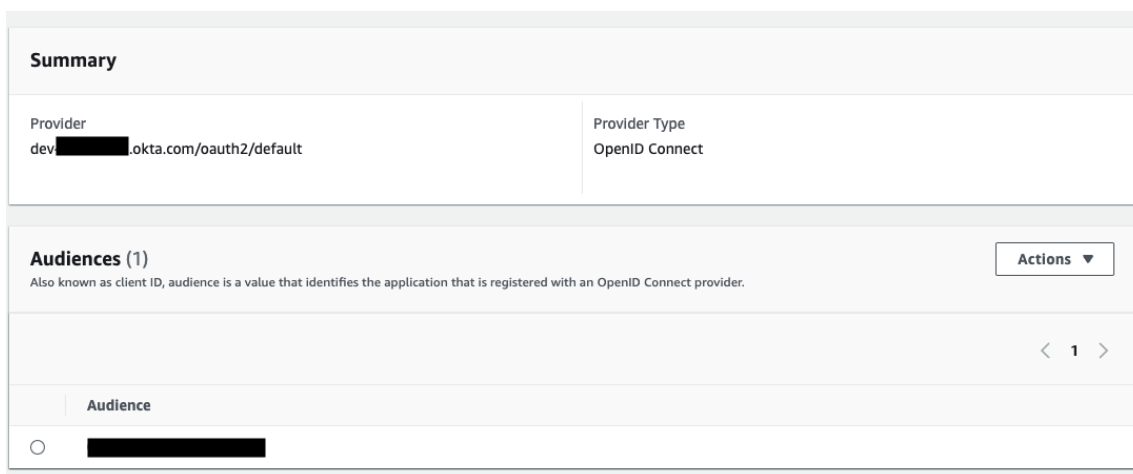 Summary
Provider
Provider Type
dev .okta.com/oauth2/default
OpenID Connect
Audiences (1)
Actions ▼
Also known as client ID, audience is a value that identifies the application that is registered with an OpenID Connect provider.
< 1 >
Audience